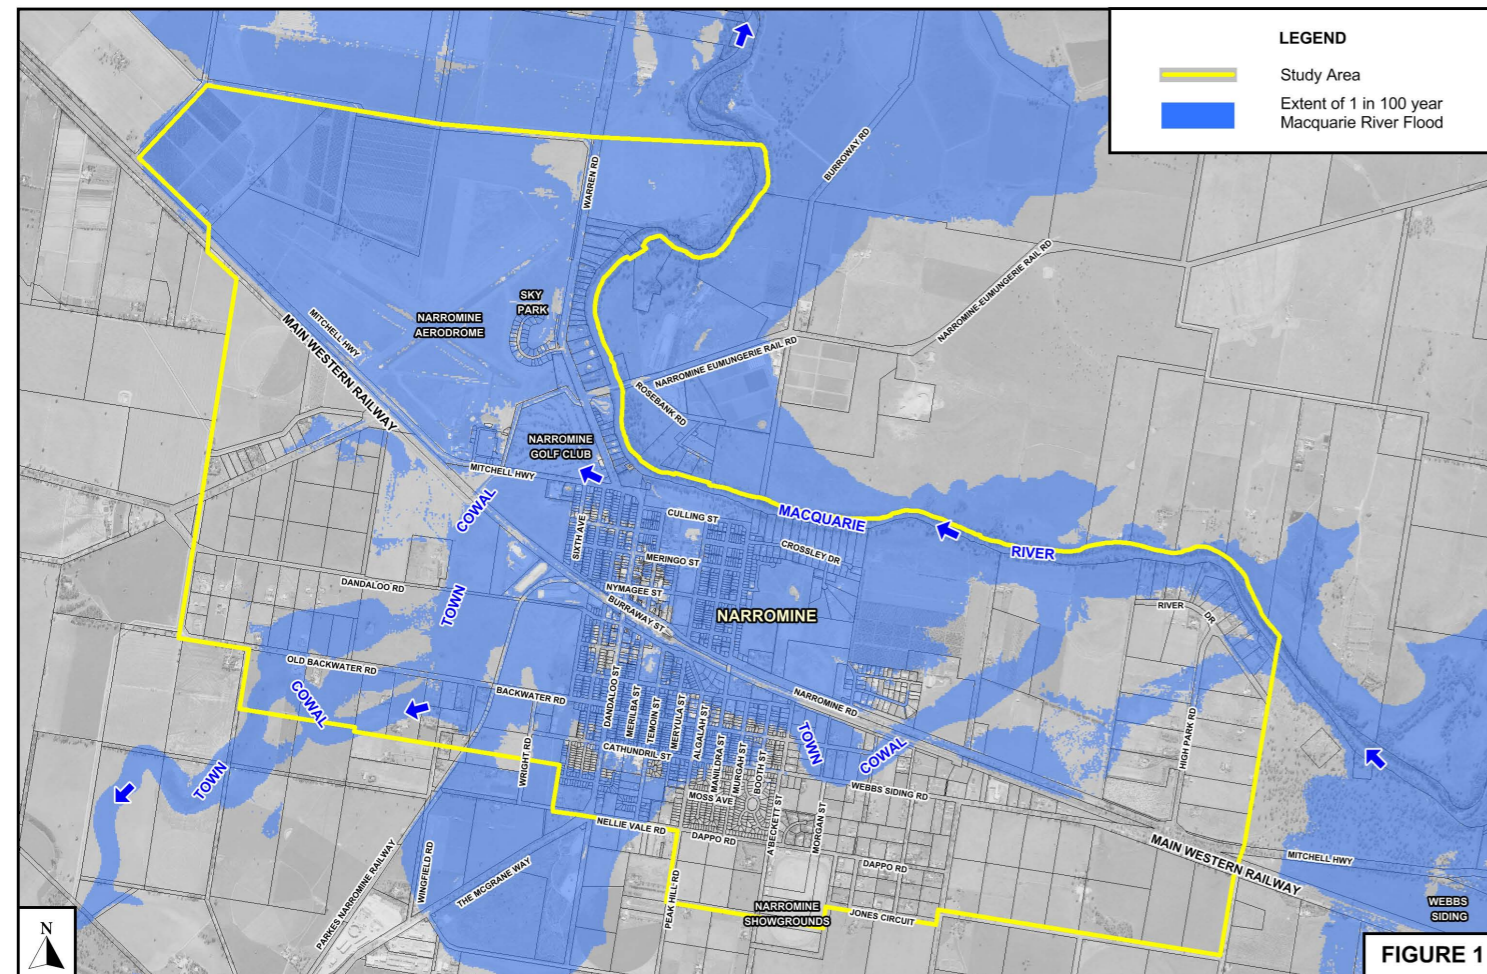 LEGEND
Study Area
Extent of 1 in 100 year
Macquarie River Flood
BURROWAY RD
WARREN RD
NARROMINE-EUMUNGERIE RAIL RD
SKY
PARK
NARROMINE
AERODROME
MITCHELL HWY
MAIN WESTERN RAILWAY
NARROMINE EUMUNGERIE RAIL RD
ROSEBANK RD
NARROMINE
GOLF CLUB
MITCHELL HWY
COWAL
SIXTH AVE
CULLING ST
MACQUARIE
RIVER
CROSSLEY DR
MERINGO ST
NYMAGEE ST
BURRAWAY ST
NARROMINE
DANDALOO RD
TOWN
RIVER
DR
OLD BACKWATER RD
COWAL
BACKWATER RD
DANDALOO ST
MERILBA ST
TEMOIN ST
MERYULA ST
ALGALAH ST
MANILDRA ST
MURGAH ST
BOOTH ST
NARROMINE RD
HIGH PARK RD
TOWN
COWAL
CATHUNDRIL ST
WRIGHT RD
TOWN
MOSS AVE
A'BECKETT ST
MORGAN ST
WEBBS SIDING RD
NELLIE VALE RD
DAPPO RD
DAPPO RD
MAIN WESTERN RAILWAY
MITCHELL HWY
PARKES NARROMINE RAILWAY
WINGFIELD RD
THE MCGRANE WAY
PEAK HILL RD
NARROMINE
SHOWGROUNDS
JONES CIRCUIT
WEBBS
SIDING
N
FIGURE 1